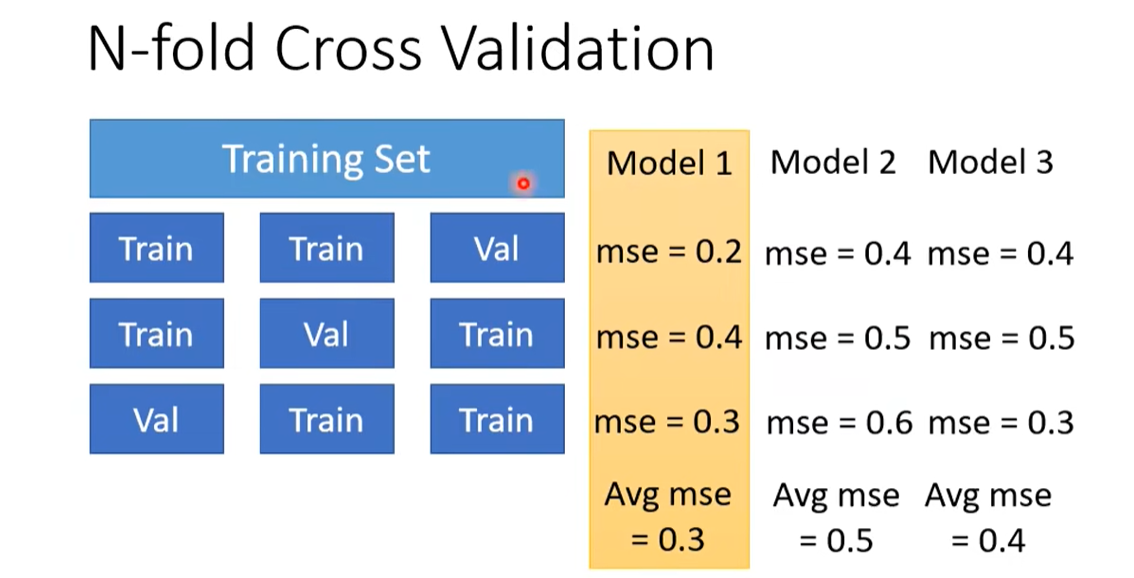 N-fold Cross Validation
Training Set
Model 1 Model 2 Model 3
Train Train Val mse = 0.2 mse = 0.4 mse = 0.4
Train Val Train mse = 0.4 mse = 0.5 mse = 0.5
Val Train Train mse = 0.3 mse = 0.6 mse = 0.3
Avg mse Avg mse Avg mse
= 0.3 = 0.5 = 0.4